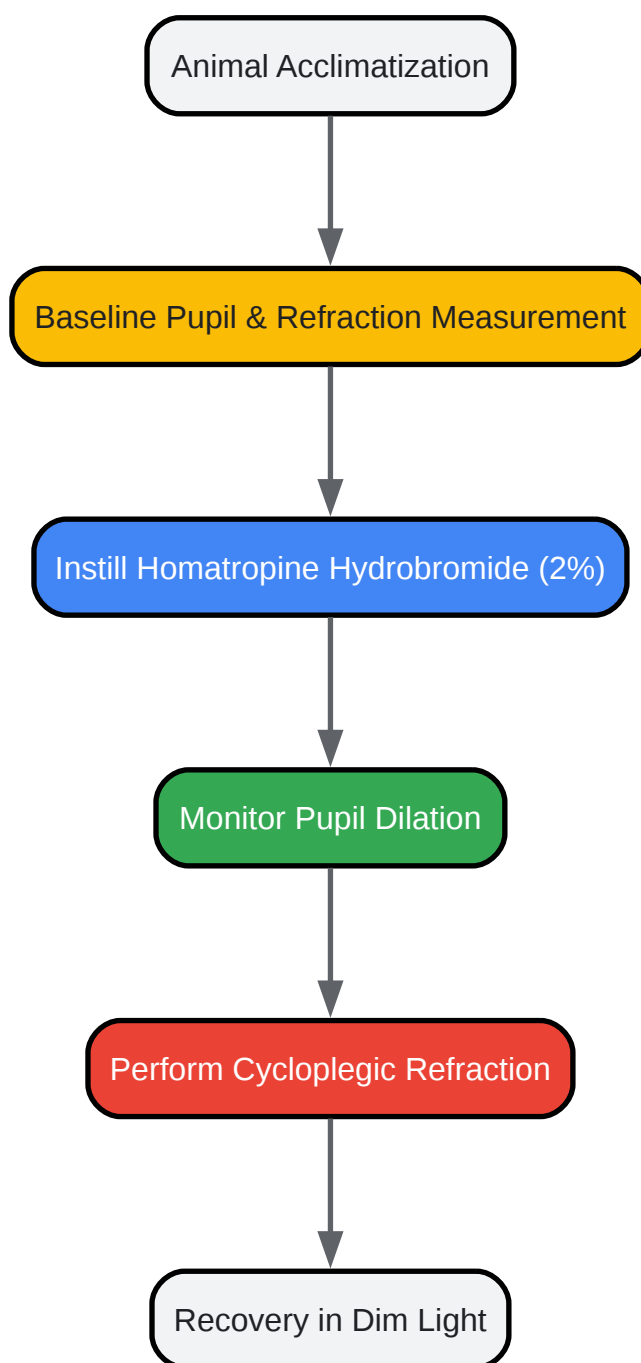 Animal Acclimatization
Baseline Pupil & Refraction Measurement
Instill Homatropine Hydrobromide (2%)
Monitor Pupil Dilation
Perform Cycloplegic Refraction
Recovery in Dim Light